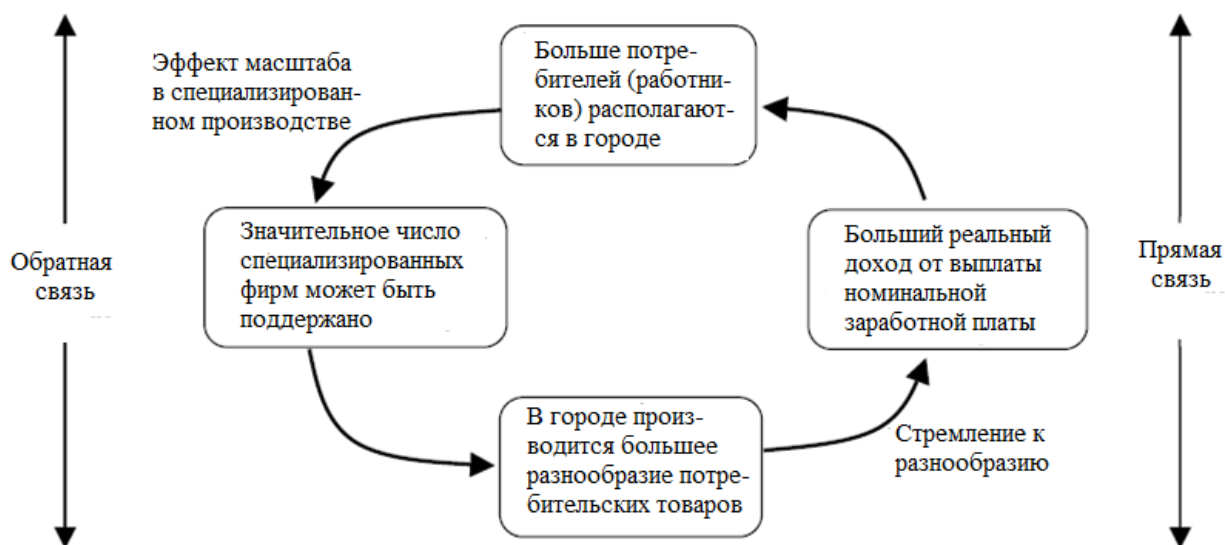 Эффект масштаба
в специализирован-
ном производстве
Больше потре-
бителей (работни-
ков) располагают-
ся в городе
Обратная
связь
Значительное число
специализированных
фирм может быть
поддержано
Больший реальный
доход от выплаты
номинальной
заработной платы
Прямая
связь
В городе произ-
водится большее
разнообразие потре-
бительских товаров
Стремление к
разнообразию